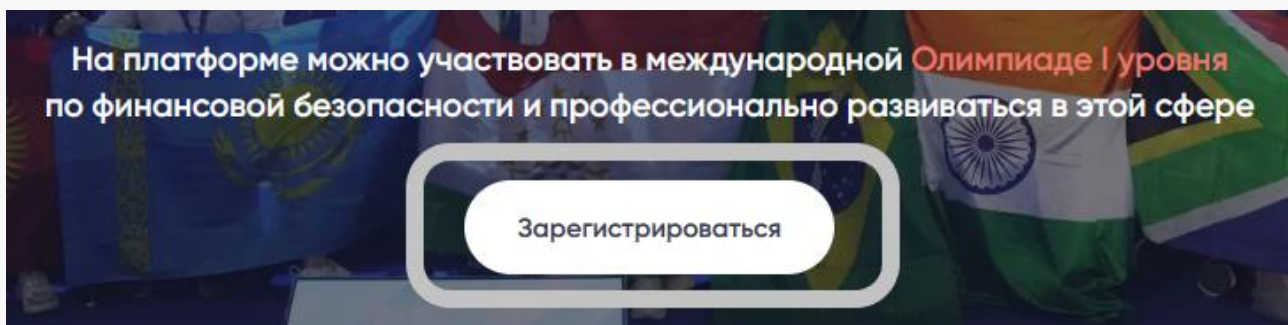 На платформе можно участвовать в международной Олимпиаде I уровня
по финансовой безопасности и профессионально развиваться в этой сфере
Зарегистрироваться